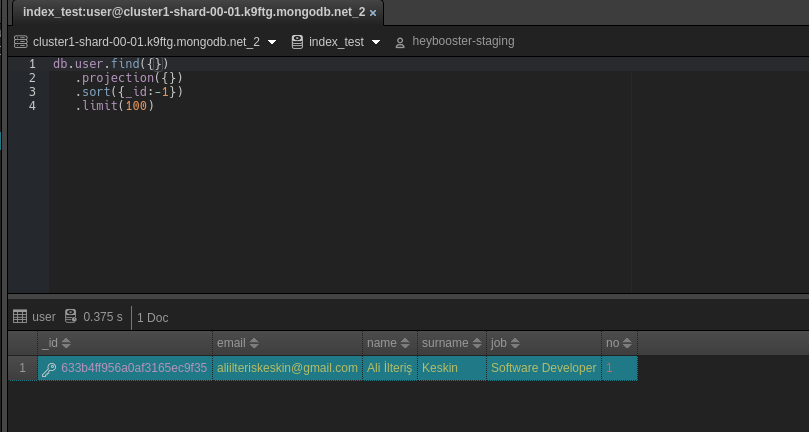 index_test:user@cluster1-shard-00-01.k9ftg.mongodb.net_2 ×
cluster1-shard-00-01.k9ftg.mongodb.net_2 index_test heybooster-staging
1 db.user.find({})
2 .projection({})
3 .sort({_id:-1})
4 .limit(100)
user 0.375 s 1 Doc
_id email name surname job no
1 633b4ff956a0af3165ec9f35 aliilteriskeskin@gmail.com Ali İlteriş Keskin Software Developer 1